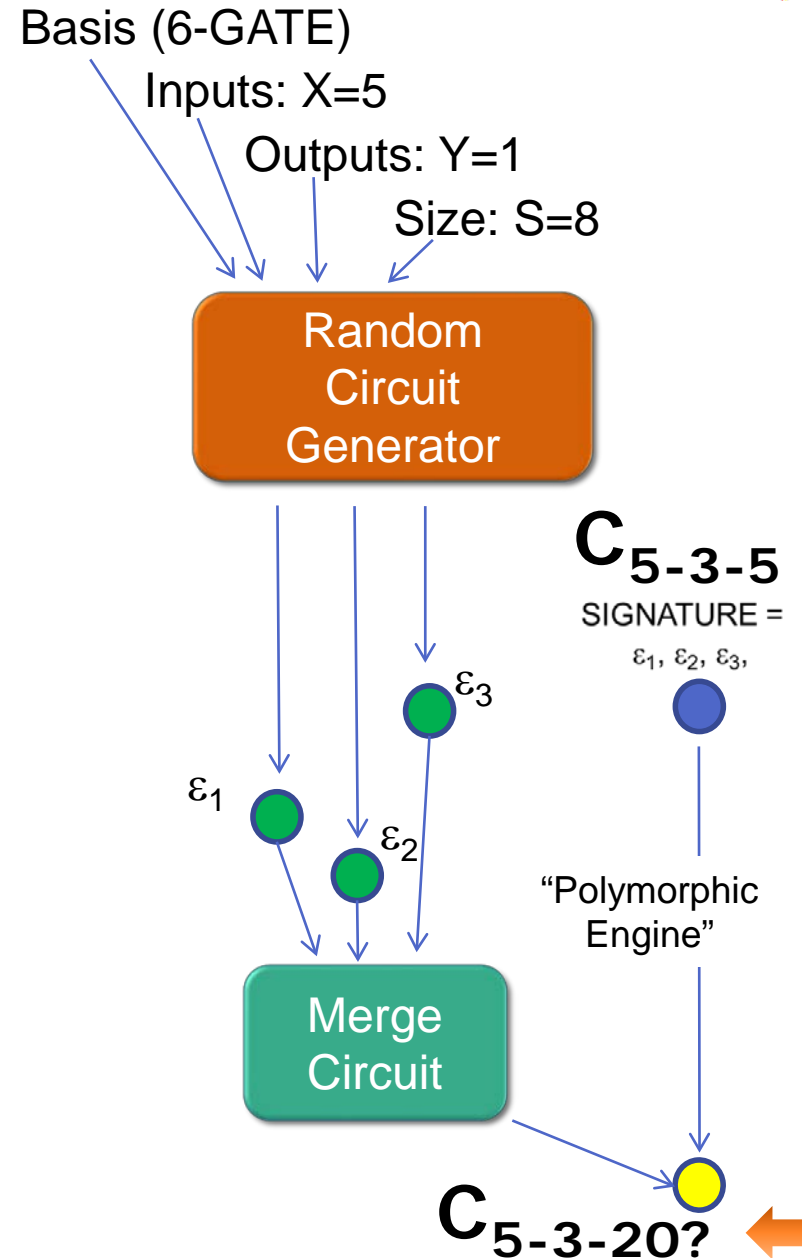 Basis (6-GATE)
Inputs: X=5
Outputs: Y=1
Size: S=8
Random
Circuit
Generator
C₅₋₃₋₅
SIGNATURE =
ε₁, ε₂, ε₃,
ε₃
ε₁
ε₂
“Polymorphic
Engine”
Merge
Circuit
C₅₋₃₋₂₀?